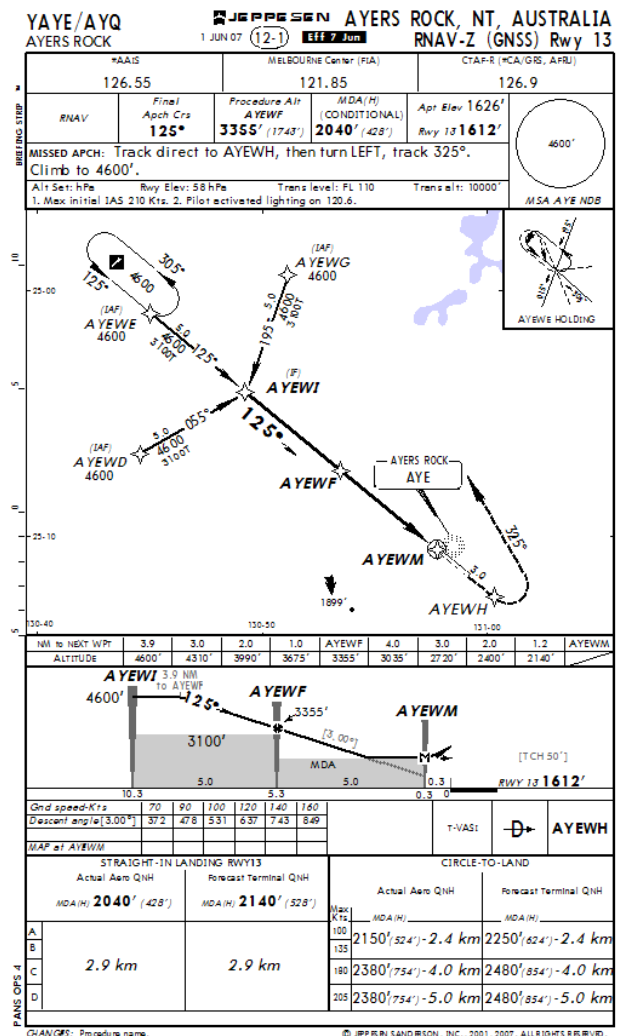 YAYE/AYQ
AYERS ROCK
JEPPESEN
1 JUN 07 12-1 Eff 7 Jun
AYERS ROCK, NT, AUSTRALIA
RNAV-Z (GNSS) Rwy 13
BRIEFING STRIP
*AAIS
126.55
MELBOURNE Center (FIA)
121.85
CTAF-R (*CA/GRS, AFRU)
126.9
RNAV
Final
Apch Crs
125°
Procedure Alt
AYEWF
3355' (1743')
MDA(H)
(CONDITIONAL)
2040' (428')
Apt Elev 1626'
Rwy 13 1612'
4600'
MSA AYE NDB
MISSED APCH: Track direct to AYEWH, then turn LEFT, track 325°.
Climb to 4600'.
Alt Set: hPa Rwy Elev: 58 hPa Trans level: FL 110 Trans alt: 10000'
1. Max initial IAS 210 Kts. 2. Pilot activated lighting on 120.6.
305°
125°
4600
(IAF)
AYEWE
4600
(IAF)
AYEWG
4600
5.0
4600
3100T
195°
5.0
4600
3100T
125°
(IF)
AYEWI
(IAF)
AYEWD
4600
5.0
4600
3100T
055°
125°
AYEWF
AYERS ROCK
AYE
AYEWM
3.0
AYEWH
325°
1899'
AYEWE HOLDING
10
5
0
5
25-00
25-10
130-40
130-50
131-00
NM to NEXT WPT 3.9 3.0 2.0 1.0 AYEWF 4.0 3.0 2.0 1.2 AYEWM
ALTITUDE 4600' 4310' 3990' 3675' 3355' 3035' 2720' 2400' 2140'
AYEWI
3.9 NM
to AYEWF
4600'
125°
AYEWF
3355'
[3.00°]
AYEWM
3100'
MDA
M
[TCH 50']
RWY 13 1612'
5.0 5.0 0.3
10.3 5.3 0.3 0
Gnd speed-Kts 70 90 100 120 140 160
Descent angle [3.00°] 372 478 531 637 743 849
MAP at AYEWM
T-VASI
D
AYEWH
STRAIGHT-IN LANDING RWY13
Actual Aero QNH
MDA(H) 2040' (428')
Forecast Terminal QNH
MDA(H) 2140' (528')
CIRCLE-TO-LAND
Actual Aero QNH
Forecast Terminal QNH
Max
Kts
MDA(H)
MDA(H)
A
B
C
D
2.9 km
2.9 km
100
135
2150' (524')-2.4 km
2250' (624')-2.4 km
180
2380' (754')-4.0 km
2480' (854')-4.0 km
205
2380' (754')-5.0 km
2480' (854')-5.0 km
PANS OPS 4
CHANGES: Procedure name.
© JEPPESEN SANDERSON, INC., 2001, 2007. ALL RIGHTS RESERVED.